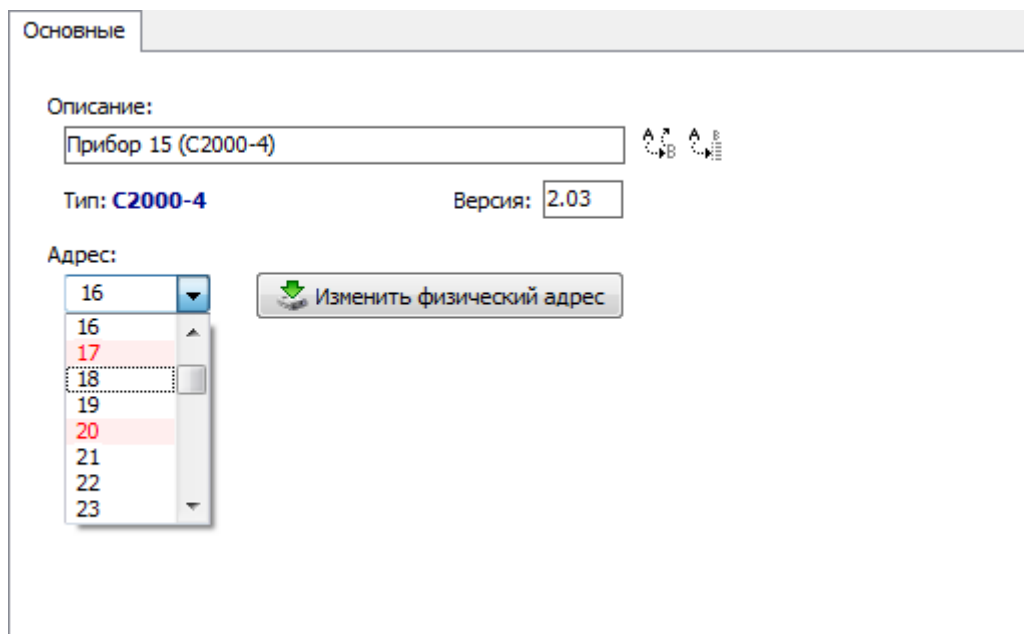 Основные
Описание:
Прибор 15 (С2000-4)
Тип: С2000-4 Версия: 2.03
Адрес:
16 Изменить физический адрес
16
17
18
19
20
21
22
23